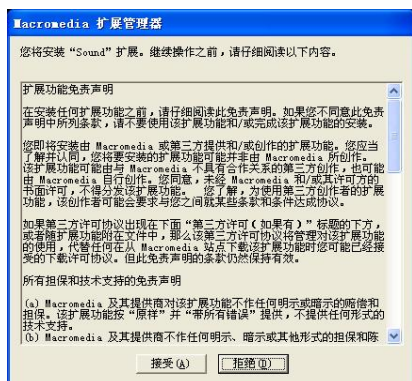 Macromedia 扩展管理器
您将安装“Sound”扩展。继续操作之前，请仔细阅读以下内容。
扩展功能免责声明
在安装任何扩展功能之前，请仔细阅读此免责声明。如果您不同意此免责
声明中所列条款，请不要使用该扩展功能和/或完成该扩展功能的安装。
您即将安装由 Macromedia 或第三方提供和/或创作的扩展功能。您应当
了解并认同，您将要安装的扩展功能可能并非由 Macromedia 所创作。
该扩展功能可能由与 Macromedia 不具有合作关系的第三方创作，也可能
由 Macromedia 自行创作。您同意，未经 Macromedia 和/或其许可方的
书面许可，不得分发该扩展功能。 您了解，为使用第三方创作者的扩展
功能，该创作者可能会要求与您之间就某些条款和条件达成协议。
如果第三方许可协议出现在下面“第三方许可（如果有）”标题的下方，
或者随扩展功能附在文件中，那么该第三方许可协议将管理对该扩展功能
的使用，代替任何在从 Macromedia 站点下载该扩展功能时您可能已经接
受的下载许可协议。但此免责声明的条款仍然保持有效。
所有担保和技术支持的免责声明
(a) Macromedia 及其提供商对该扩展功能不作任何明示或暗示的赔偿和
担保。该扩展功能按“原样”并“带所有错误”提供，不提供任何形式的
技术支持。
(b) Macromedia 及其提供商不作任何明示、暗示或其他形式的担保和陈
接受(A)
拒绝(D)